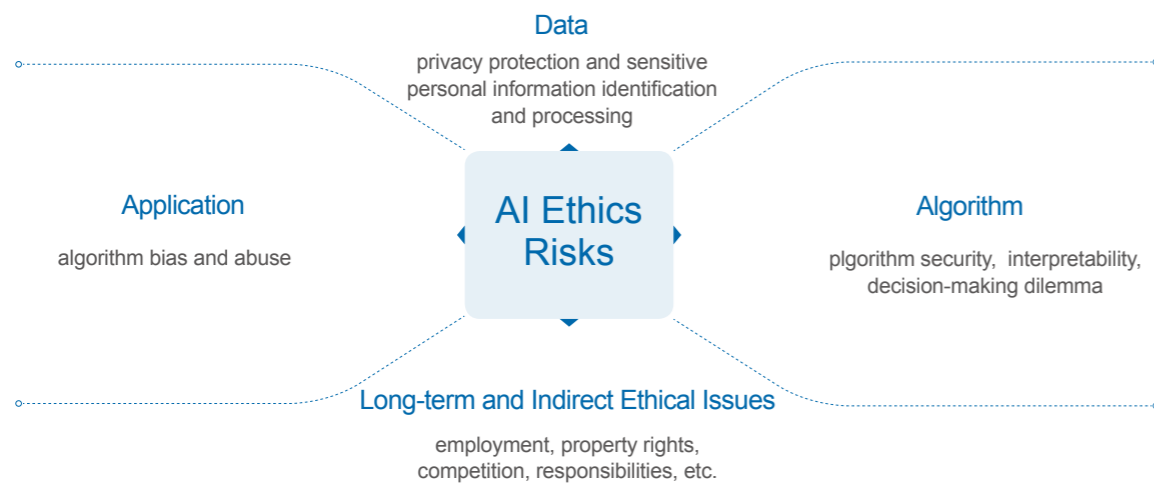 Data
privacy protection and sensitive
personal information identification
and processing
Application
algorithm bias and abuse
AI Ethics
Risks
Algorithm
plgorithm security, interpretability,
decision-making dilemma
Long-term and Indirect Ethical Issues
employment, property rights,
competition, responsibilities, etc.